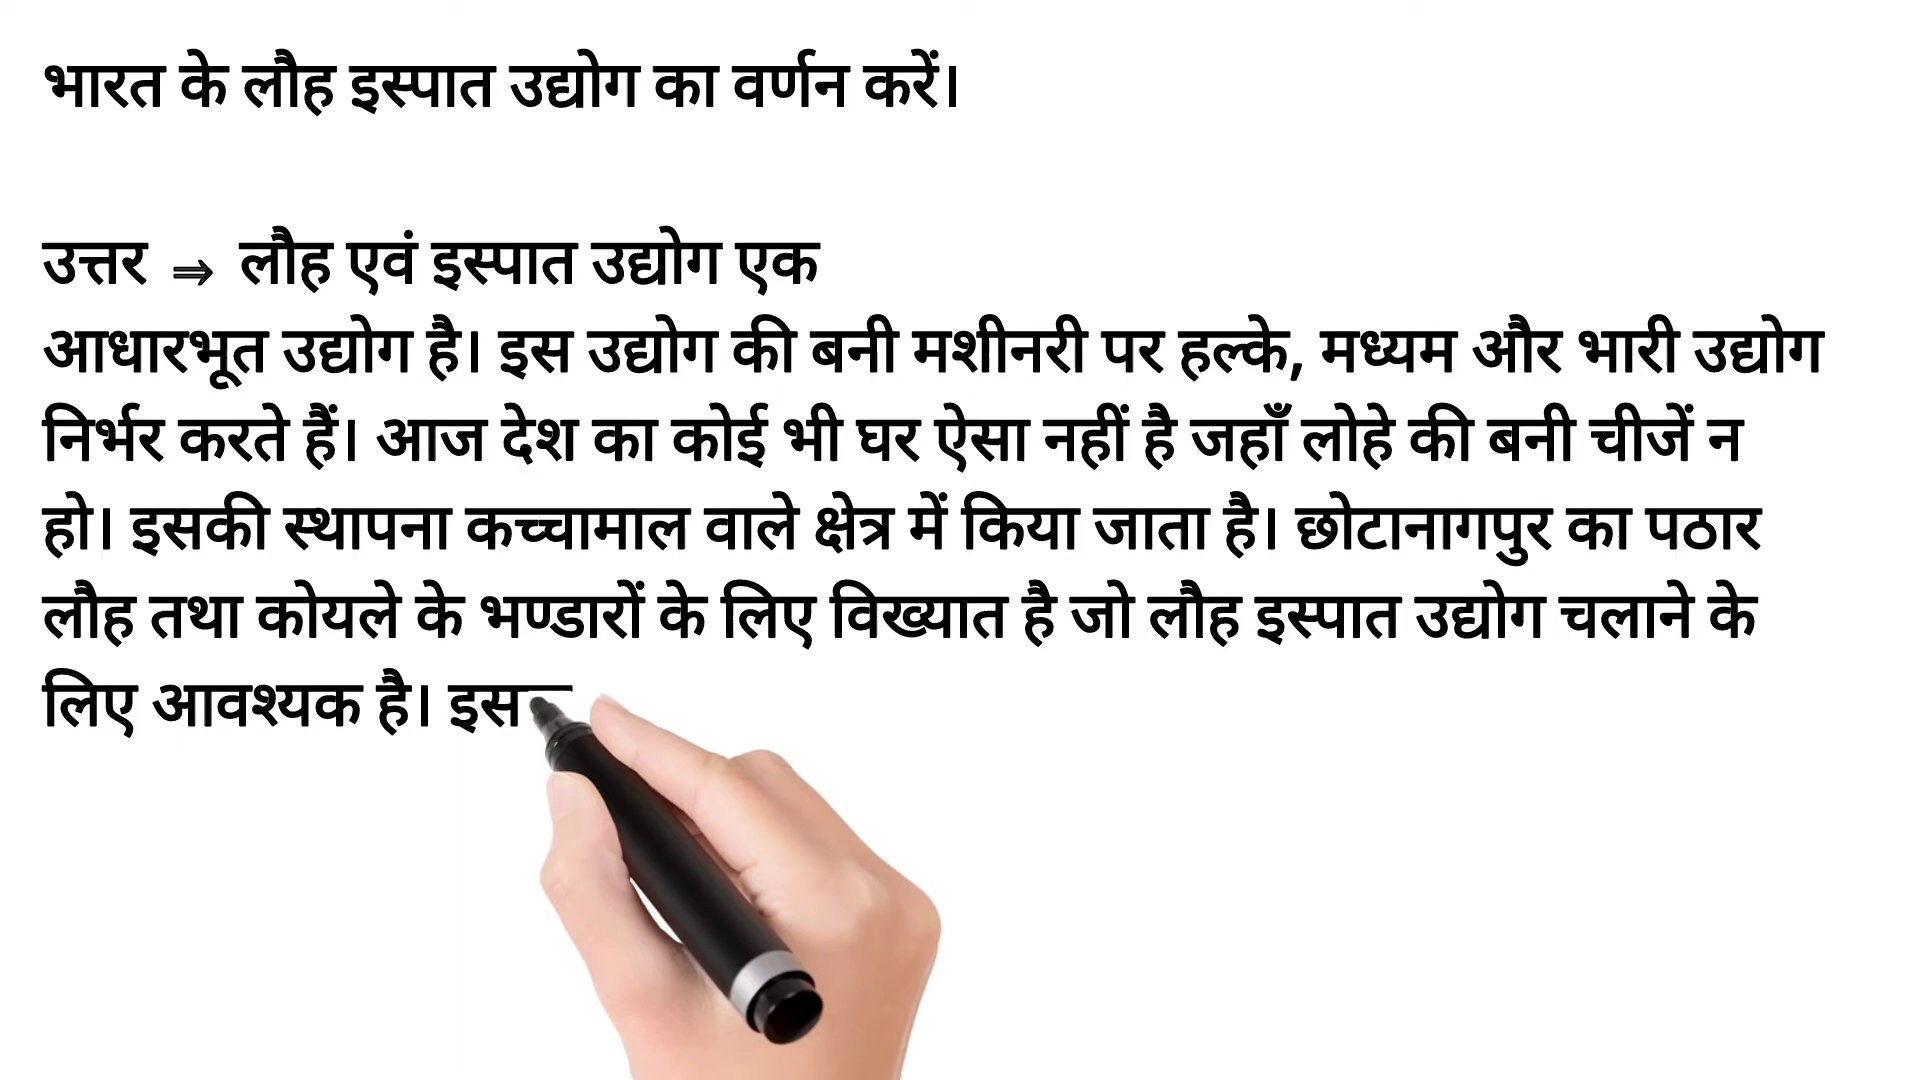 भारत के लौह इस्पात उद्योग का वर्णन करें।
उत्तर ⇒ लौह एवं इस्पात उद्योग एक
आधारभूत उद्योग है। इस उद्योग की बनी मशीनरी पर हल्के, मध्यम और भारी उद्योग
निर्भर करते हैं। आज देश का कोई भी घर ऐसा नहीं है जहाँ लोहे की बनी चीजें न
हो। इसकी स्थापना कच्चामाल वाले क्षेत्र में किया जाता है। छोटानागपुर का पठार
लौह तथा कोयले के भण्डारों के लिए विख्यात है जो लौह इस्पात उद्योग चलाने के
लिए आवश्यक है।